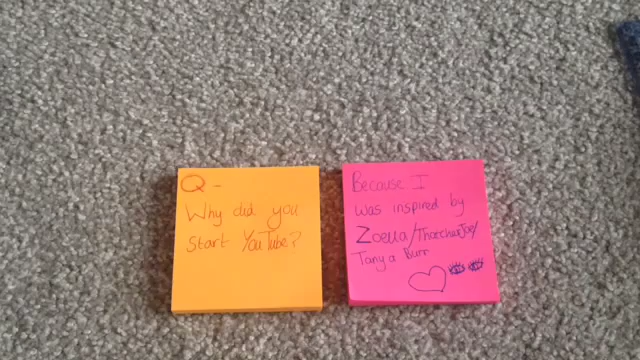 Q -
Why did you
start YouTube?
Because I
was inspired by
Zoella/ThatcherJoe/
Tanya Burr